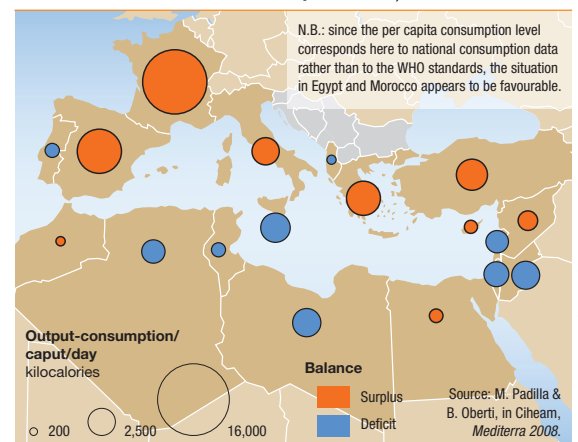 N.B.: since the per capita consumption level
corresponds here to national consumption data
rather than to the WHO standards, the situation
in Egypt and Morocco appears to be favourable.
Output-consumption/
caput/day
kilocalories
200 2,500 16,000
Balance
Surplus
Deficit
Source: M. Padilla &
B. Oberti, in Ciheam,
Mediterra 2008.